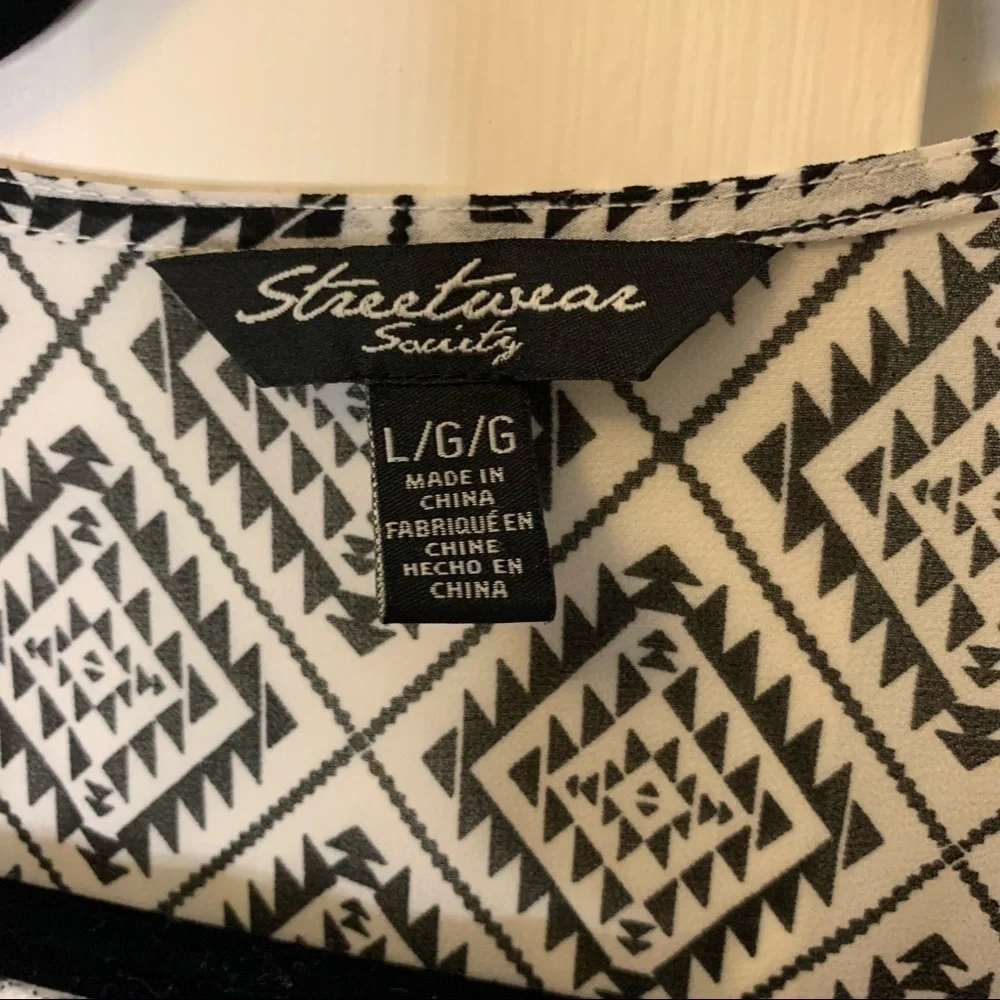 Streetwear
Society
L/G/G
MADE IN
CHINA
FABRIQUÉ EN
CHINE
HECHO EN
CHINA